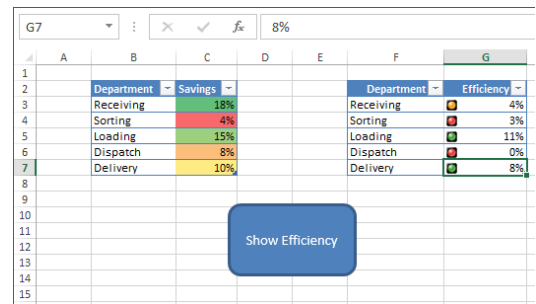 G7 fx 8%
A B C D E F G
1
2 Department Savings Department Efficiency
3 Receiving 18% Receiving 4%
4 Sorting 4% Sorting 3%
5 Loading 15% Loading 11%
6 Dispatch 8% Dispatch 0%
7 Delivery 10% Delivery 8%
8
9
10
11 Show Efficiency
12
13
14
15